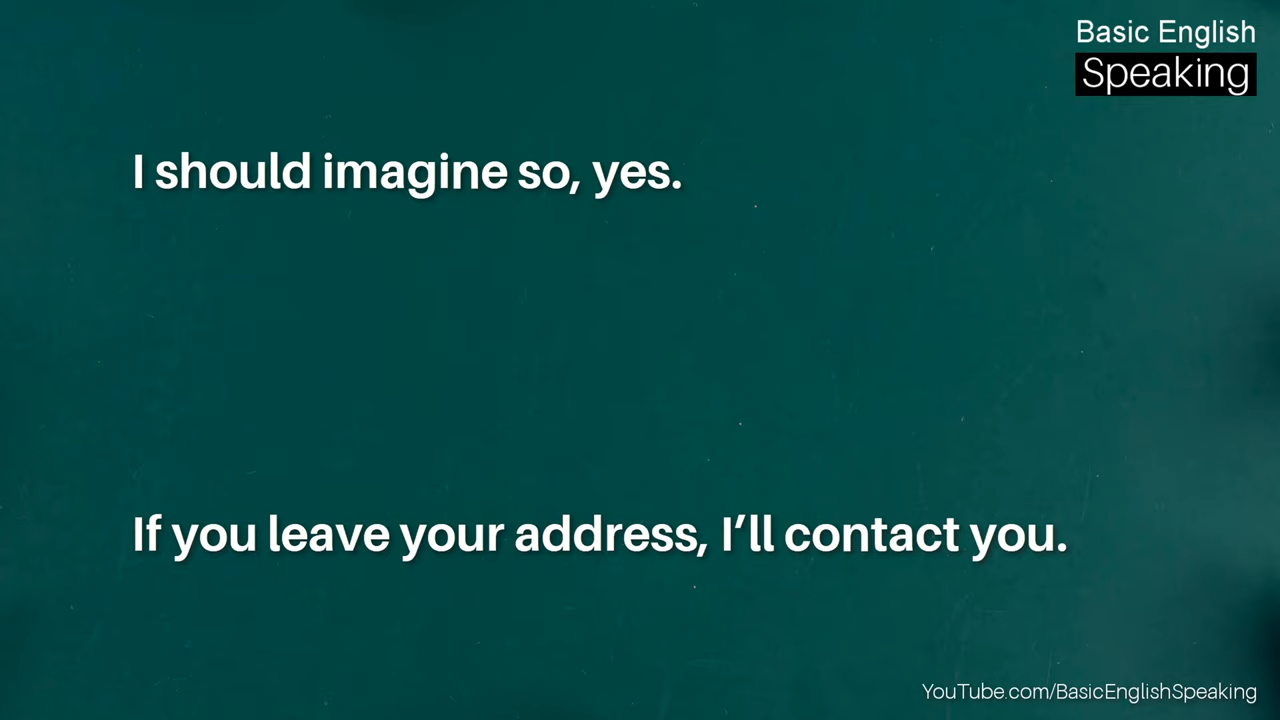 Basic English
Speaking
I should imagine so, yes.
If you leave your address, I’ll contact you.
YouTube.com/BasicEnglishSpeaking